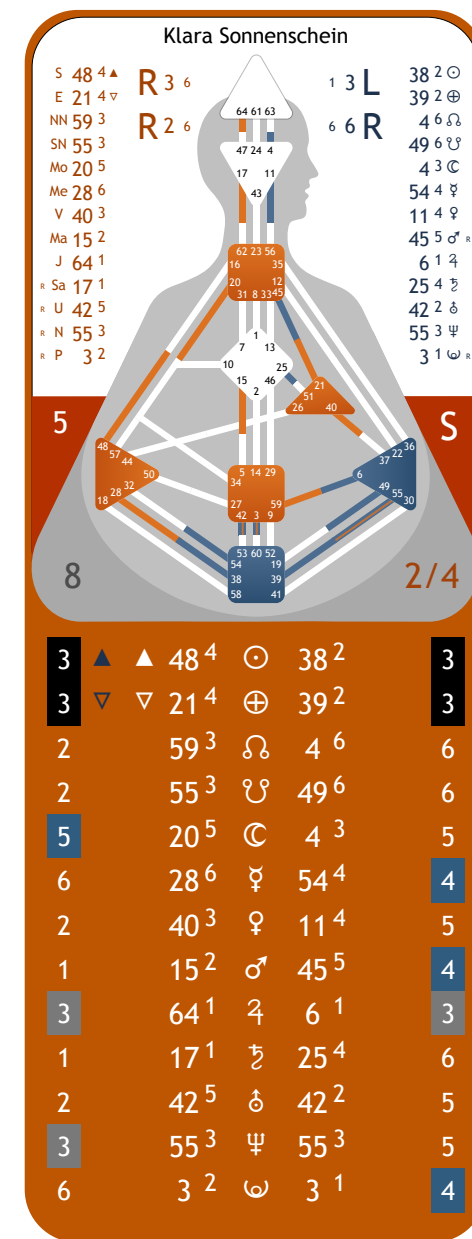 Klara Sonnenschein
S 48 4 ▲
E 21 4 ▽
NN 59 3
SN 55 3
Mo 20 5
Me 28 6
V 40 3
Ma 15 2
J 64 1
R Sa 17 1
R U 42 5
R N 55 3
R P 3 2
R 3 6
R 2 6
1 3 L
6 6 R
38 2 ☉
39 2 ⊕
4 6 ☊
49 6 ☋
4 3 ☾
54 4 ☿
11 4 ♀
45 5 ♂ R
6 1 ♃
25 4 ♄
42 2 ⛢
55 3 ♆
3 1 ♇ R
64 61 63
47 24 4
17 11
43
62 23 56
16 35
20 12
31 8 33 45
1
7 13
10 25
15 46
2
21
51
26 40
48
57
44
50
32
28
18
5 14 29
34
27 59
42 3 9
36
22
37
6
49
55
30
53 60 52
54 19
38 39
58 41
5 S
8 2/4
3 ▲ ▲ 48 4 ☉ 38 2 3
3 ▽ ▽ 21 4 ⊕ 39 2 3
2 59 3 ☊ 4 6 6
2 55 3 ☋ 49 6 6
5 20 5 ☾ 4 3 5
6 28 6 ☿ 54 4 4
2 40 3 ♀ 11 4 5
1 15 2 ♂ 45 5 4
3 64 1 ♃ 6 1 3
1 17 1 ♄ 25 4 6
2 42 5 ⛢ 42 2 5
3 55 3 ♆ 55 3 5
6 3 2 ♇ 3 1 4